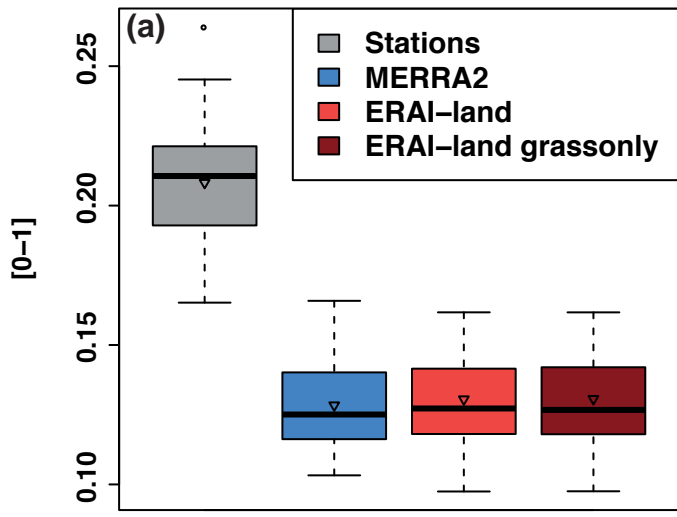 (a)
Stations
MERRA2
ERAI–land
ERAI–land grassonly
[0–1]
0.25
0.20
0.15
0.10